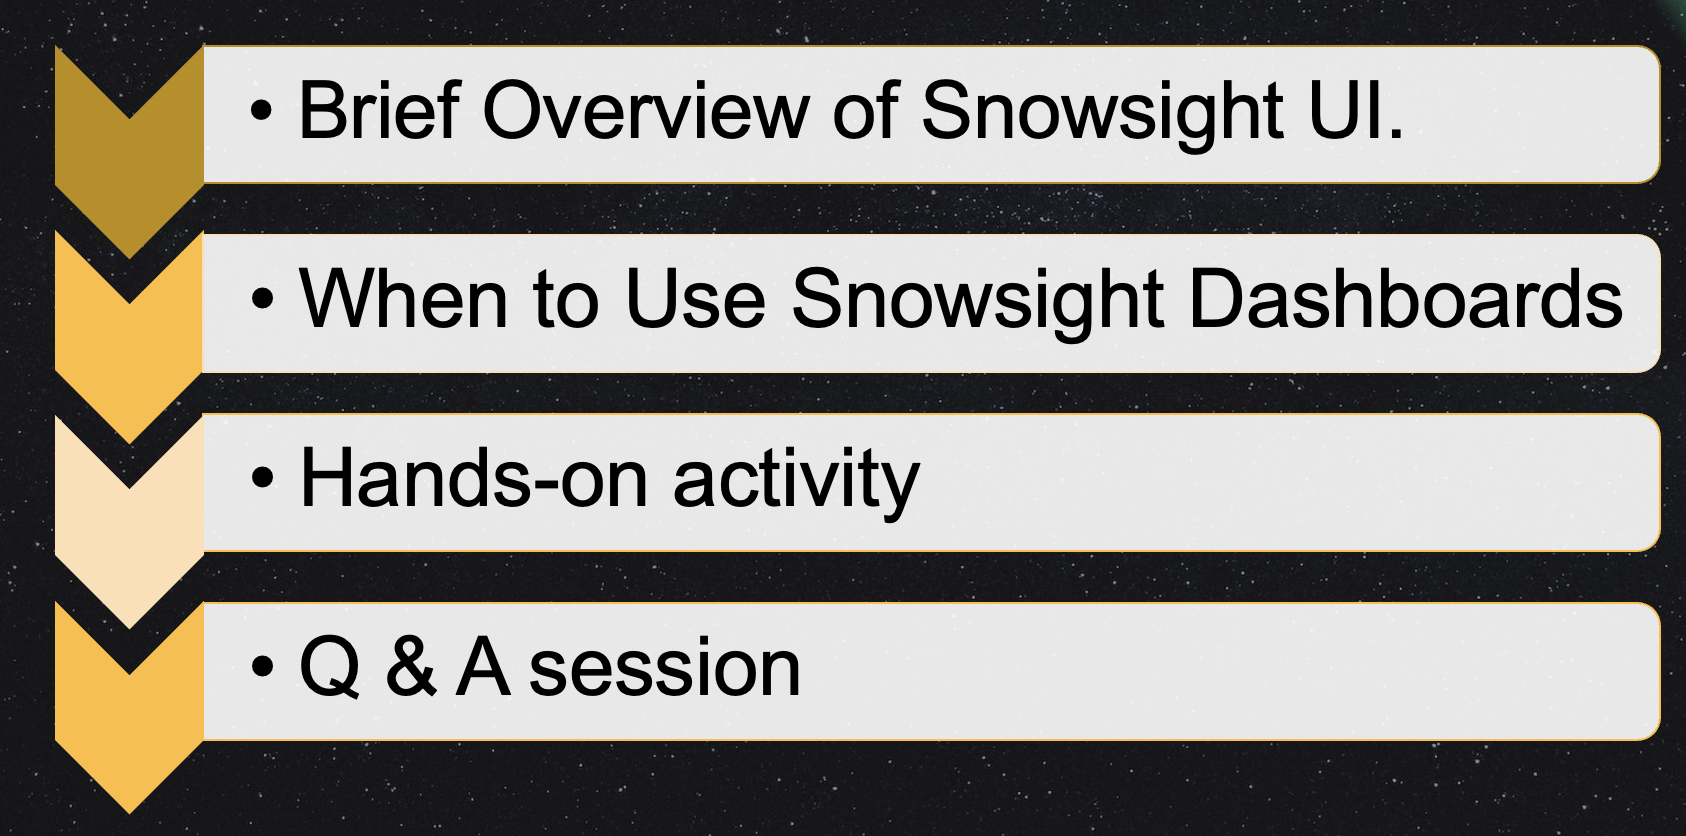 • Brief Overview of Snowsight UI.
• When to Use Snowsight Dashboards
• Hands-on activity
• Q & A session